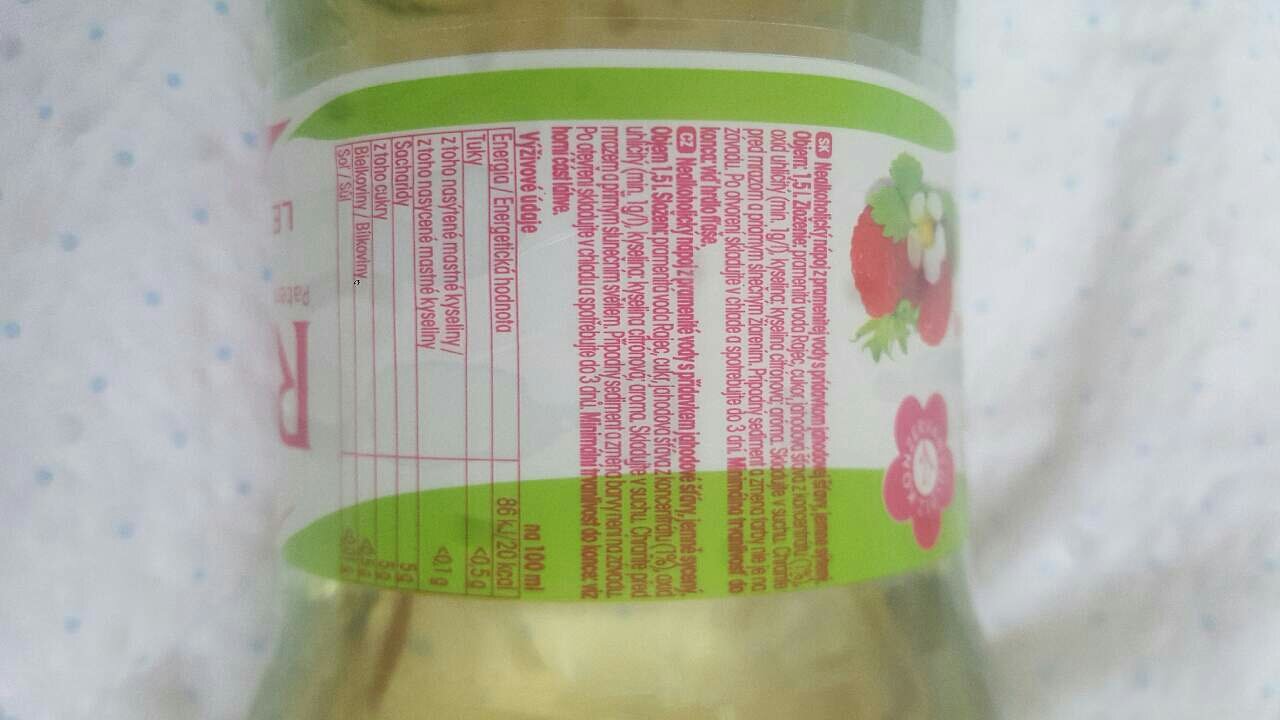 SK Nealkoholický nápoj z pramenitej vody s prídavkom jahodovej šťavy, jemne sýtený.
Objem: 1,5 l. Zloženie: pramenitá voda Rajec, cukor, jahodová šťava z koncentrátu (1%),
oxid uhličitý (min. 1g/l), kyselina: kyselina citrónová, aróma. Skladujte v suchu. Chráňte
pred mrazom a priamym slnečným žiarením. Prípadný sediment a zmena farby nie je na
závadu. Po otvorení skladujte v chlade a spotrebujte do 3 dní. Minimálna trvanlivosť do
konca: viď hrdlo fľaše.
CZ Nealkoholický nápoj z pramenité vody s přídavkem jahodové šťávy, jemně sycený.
Objem 1,5 l. Složení: pramenitá voda Rajec, cukr, jahodová šťáva z koncentrátu (1%), oxid
uhličitý (min. 1g/l), kyselina: kyselina citronová, aroma. Skladujte v suchu. Chraňte před
mrazem a přímým slunečním světlem. Případný sediment a změna barvy není na závadu.
Po otevření skladujte v chladu a spotřebujte do 3 dnů. Minimální trvanlivost do konce: viz
horní část láhve.
Výživové údaje na 100 ml
Energia / Energetická hodnota 86 kJ/20 kcal
Tuky <0,5 g
z toho nasýtené mastné kyseliny /
z toho nasycené mastné kyseliny <0,1 g
Sacharidy 5 g
z toho cukry 5 g
Bielkoviny / Bílkoviny
Soľ / Sůl
LE
R